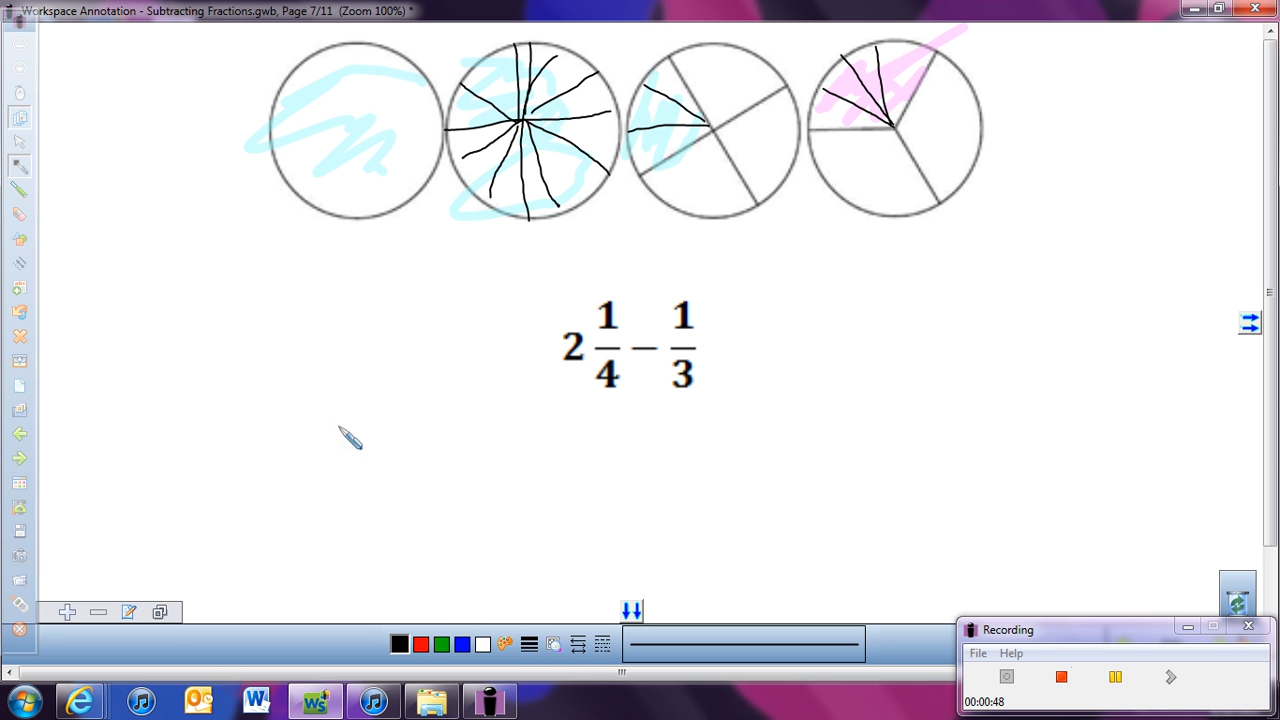 Workspace Annotation - Subtracting Fractions.gwb, Page 7/11 (Zoom 100%) *
2 1/4 − 1/3
Recording
File Help
00:00:48